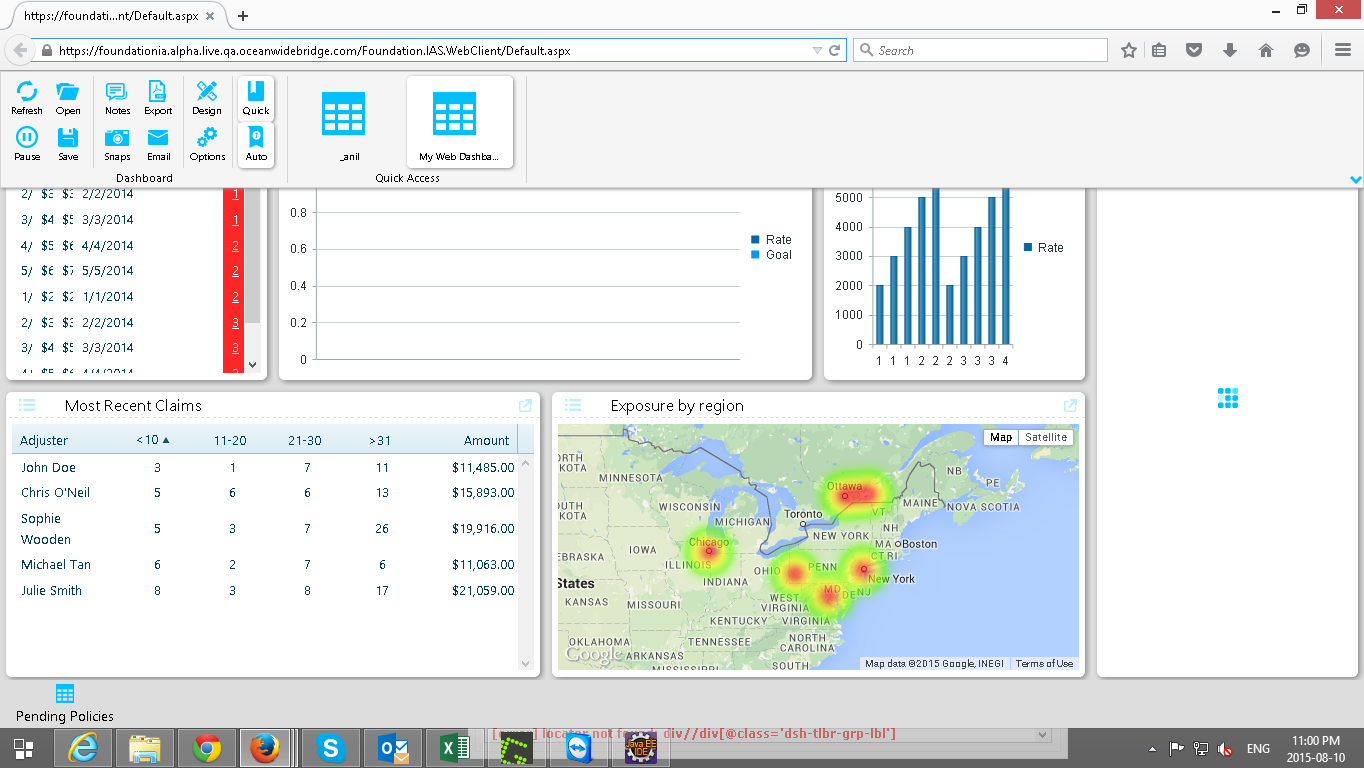 https://foundati...nt/Default.aspx
https://foundationia.alpha.live.qa.oceanwidebridge.com/Foundation.IAS.WebClient/Default.aspx
Search
Refresh Open Notes Export Design Quick
Pause Save Snaps Email Options Auto
_anil My Web Dashba...
Dashboard Quick Access
2/ $3 $: 2/2/2014 1
3/ $4 $5 3/3/2014 1
4/ $5 $6 4/4/2014 2
5/ $6 $7 5/5/2014 2
1/ $2 $2 1/1/2014 2
2/ $3 $3 2/2/2014 3
3/ $4 $5 3/3/2014 3
0.8
0.6
0.4
0.2
0
Rate
Goal
5000
4000
3000
2000
1000
0
1 1 1 2 2 2 3 3 3 4
Rate
Most Recent Claims
Adjuster <10 11-20 21-30 >31 Amount
John Doe 3 1 7 11 $11,485.00
Chris O'Neil 5 6 6 13 $15,893.00
Sophie
Wooden 5 3 7 26 $19,916.00
Michael Tan 6 2 7 6 $11,063.00
Julie Smith 8 3 8 17 $21,059.00
Exposure by region
Map Satellite
ORTH
KOTA
MINNESOTA
NB
PE
Ottawa
MAINE
NOVA SCOTIA
UTH
KOTA
WISCONSIN
Toronto
VT
MICHIGAN
NEW YORK
NH
MA
Boston
Chicago
IOWA
EBRASKA
ILLINOIS
CT RI
OHIO
PENN
INDIANA
New York
States
MD
DE
NJ
WEST
VIRGINIA
KANSAS
MISSOURI
KENTUCKY
VIRGINIA
OKLAHOMA
TENNESSEE
NORTH
CAROLINA
Google
ARKANSAS
MISSISSIPPI
SOUTH
Map data ©2015 Google, INEGI Terms of Use
Pending Policies
locator not div//div[@class='dsh-tlbr-grp-lbl']
Java EE
IDE
ENG
11:00 PM
2015-08-10